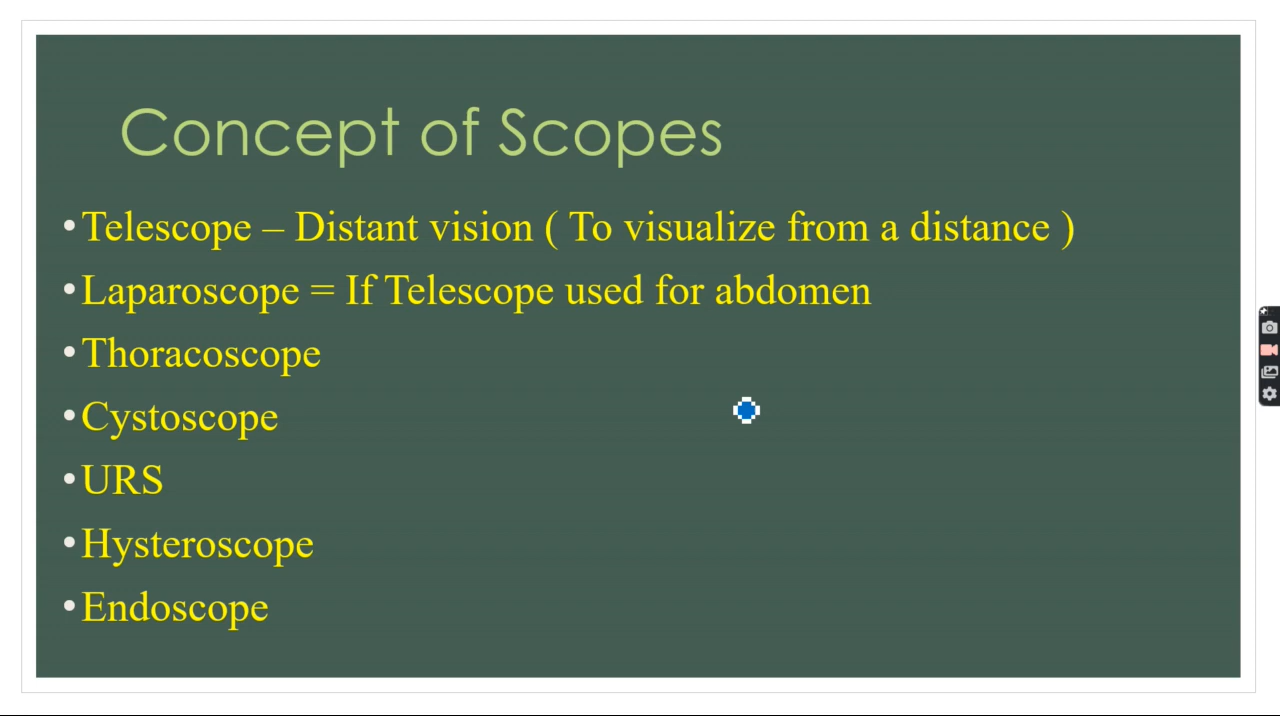 Concept of Scopes
•Telescope – Distant vision ( To visualize from a distance )
•Laparoscope = If Telescope used for abdomen
•Thoracoscope
•Cystoscope
•URS
•Hysteroscope
•Endoscope